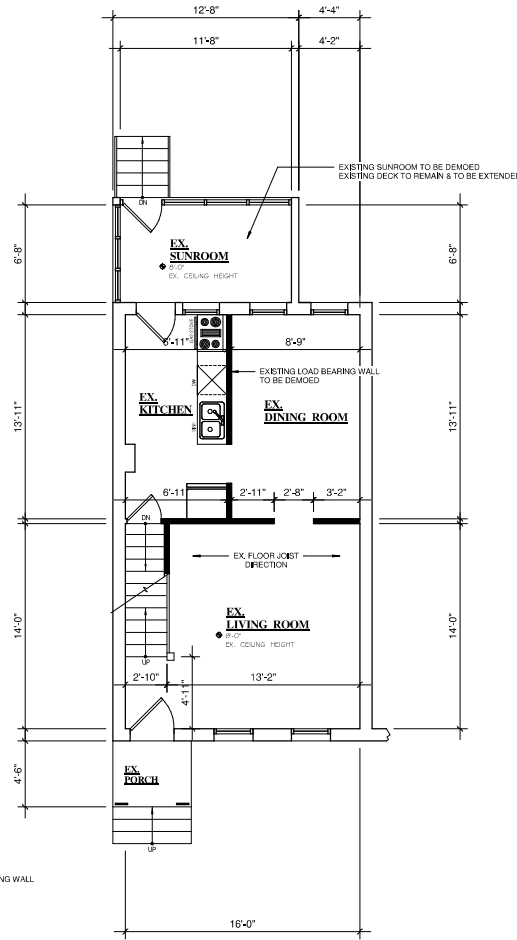 12'-8"
4'-4"
11'-8"
4'-2"
EXISTING SUNROOM TO BE DEMOED
EXISTING DECK TO REMAIN & TO BE EXTENDED
DN
6'-8"
EX.
SUNROOM
8'-0"
EX. CEILING HEIGHT
6'-8"
6'-11"
8'-9"
EXISTING LOAD BEARING WALL
TO BE DEMOED
DW
13'-11"
EX.
KITCHEN
EX.
DINING ROOM
13'-11"
6'-11"
2'-11"
2'-8"
3'-2"
DN
EX. FLOOR JOIST
DIRECTION
14'-0"
EX.
LIVING ROOM
8'-0"
EX. CEILING HEIGHT
14'-0"
UP
2'-10"
4'-11"
13'-2"
4'-6"
EX.
PORCH
UP
NG WALL
16'-0"